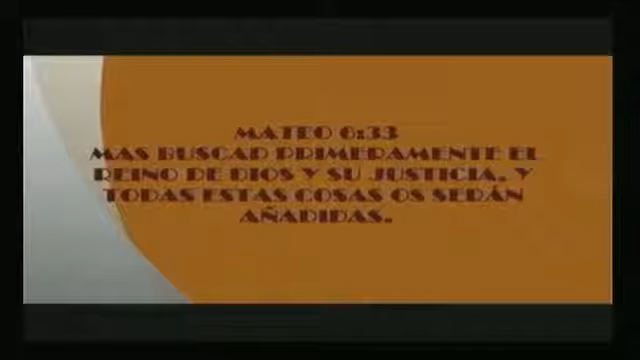 MATEO 6:33
MAS BUSCAD PRIMERAMENTE EL
REINO DE DIOS Y SU JUSTICIA, Y
TODAS ESTAS COSAS OS SERÁN
AÑADIDAS.